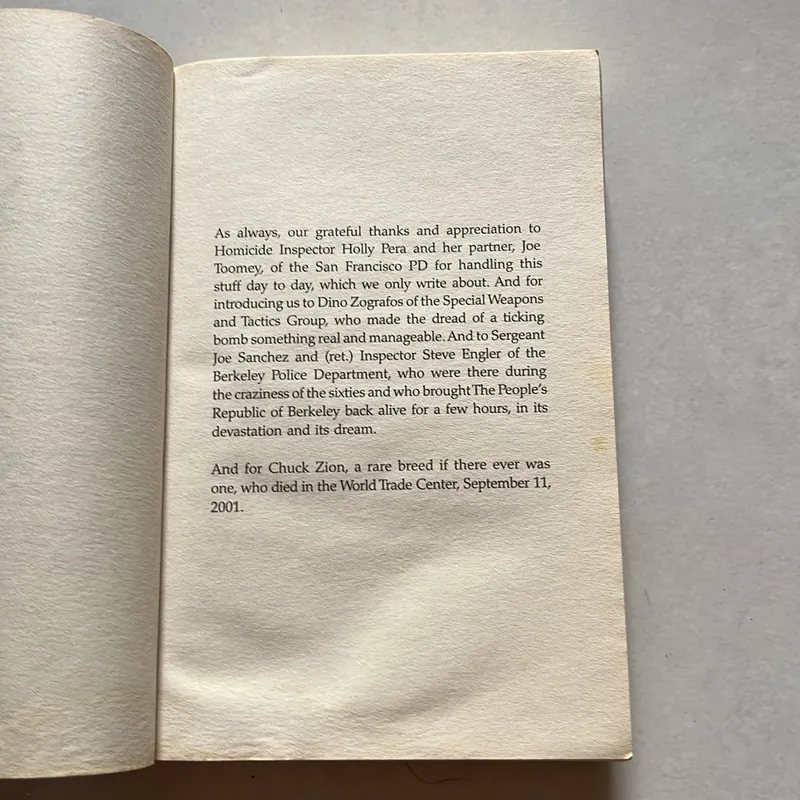 As always, our grateful thanks and appreciation to
Homicide Inspector Holly Pera and her partner, Joe
Toomey, of the San Francisco PD for handling this
stuff day to day, which we only write about. And for
introducing us to Dino Zografos of the Special Weapons
and Tactics Group, who made the dread of a ticking
bomb something real and manageable. And to Sergeant
Joe Sanchez and (ret.) Inspector Steve Engler of the
Berkeley Police Department, who were there during
the craziness of the sixties and who brought The People's
Republic of Berkeley back alive for a few hours, in its
devastation and its dream.
And for Chuck Zion, a rare breed if there ever was
one, who died in the World Trade Center, September 11,
2001.